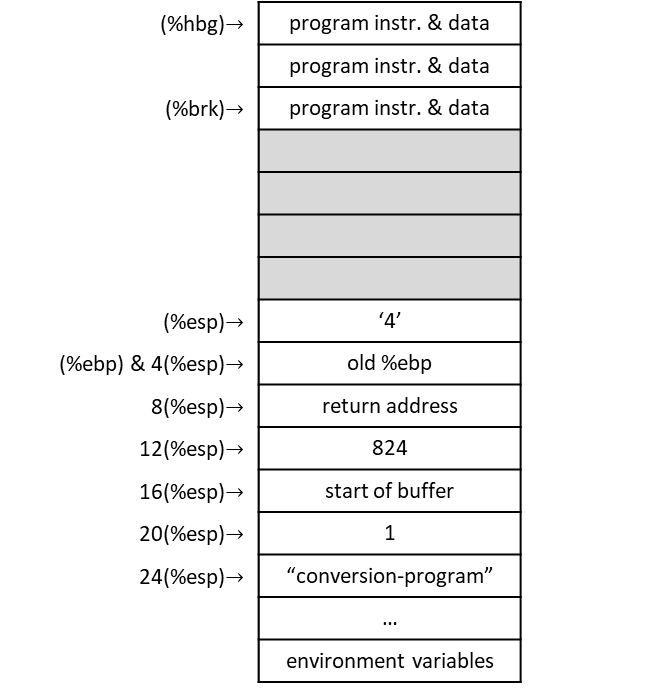 (%hbg)→ program instr. & data
program instr. & data
(%brk)→ program instr. & data
(%esp)→ ‘4’
(%ebp) & 4(%esp)→ old %ebp
8(%esp)→ return address
12(%esp)→ 824
16(%esp)→ start of buffer
20(%esp)→ 1
24(%esp)→ “conversion-program”
...
environment variables